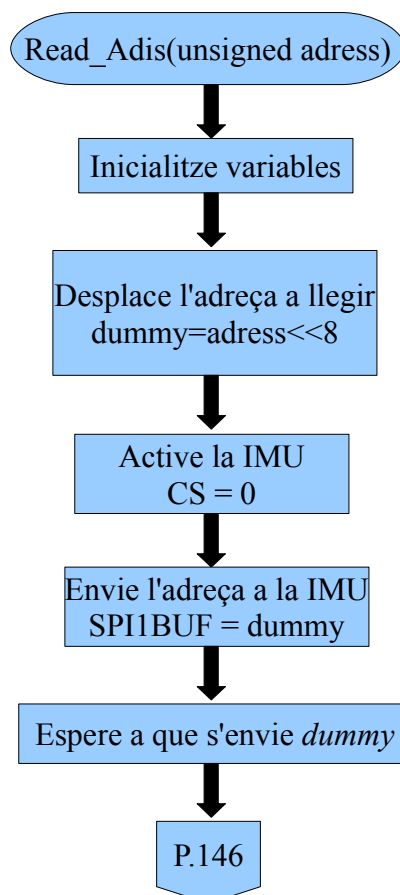 Read_Adis(unsigned adress)
Inicialitze variables
Desplace l'adreça a llegir
dummy=adress<<8
Active la IMU
CS = 0
Envie l'adreça a la IMU
SPI1BUF = dummy
Espere a que s'envie dummy
P.146